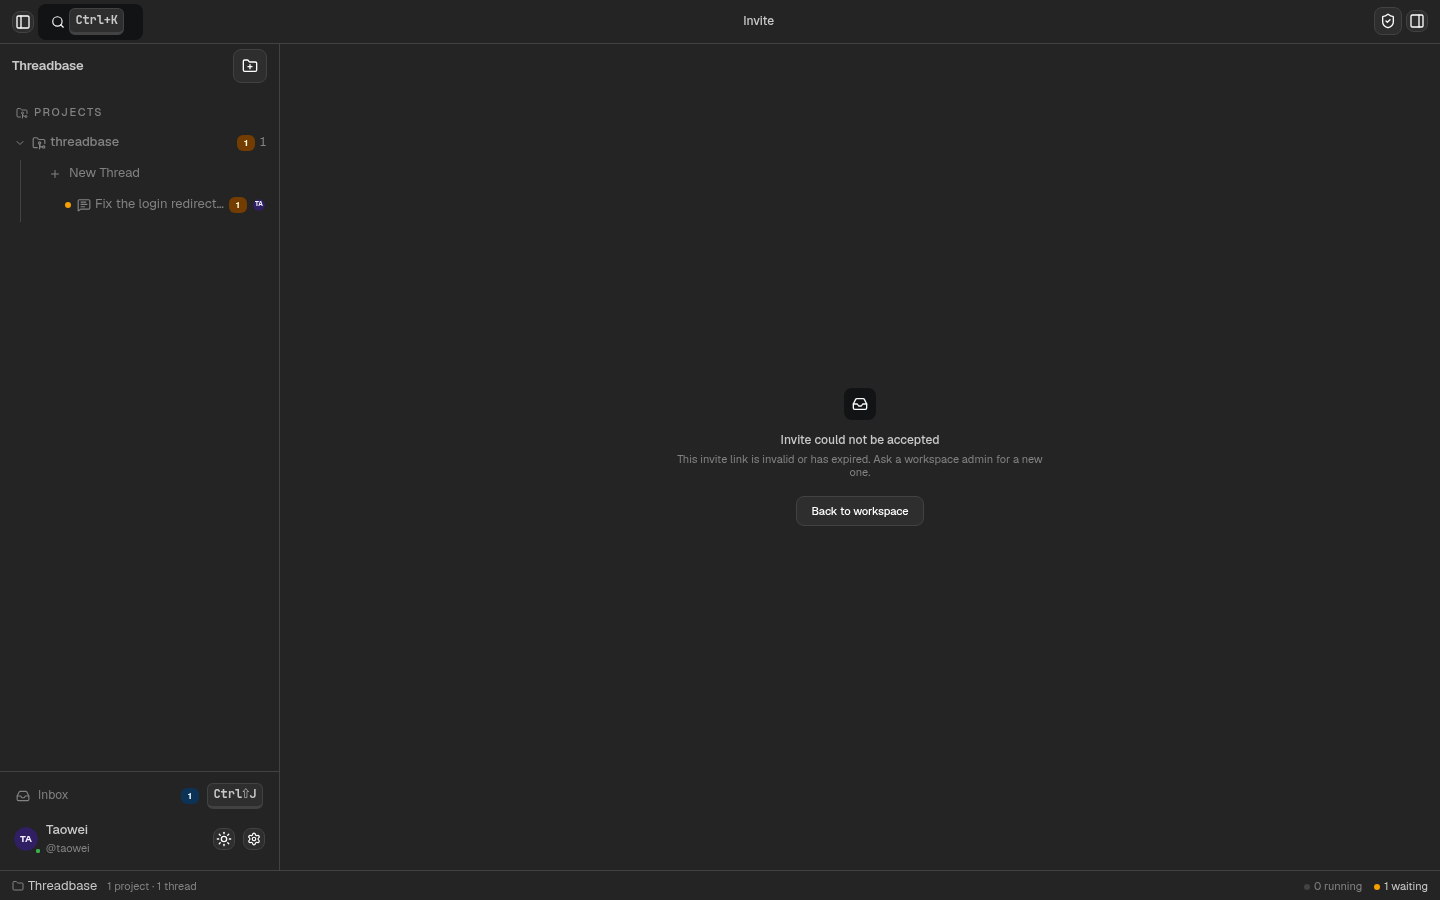 Ctrl+K
Invite
Threadbase
PROJECTS
threadbase 1 1
New Thread
Fix the login redirect… 1 TA
Invite could not be accepted
This invite link is invalid or has expired. Ask a workspace admin for a new
one.
Back to workspace
Inbox 1 Ctrl⇧J
TA Taowei
@taowei
Threadbase 1 project · 1 thread
0 running 1 waiting